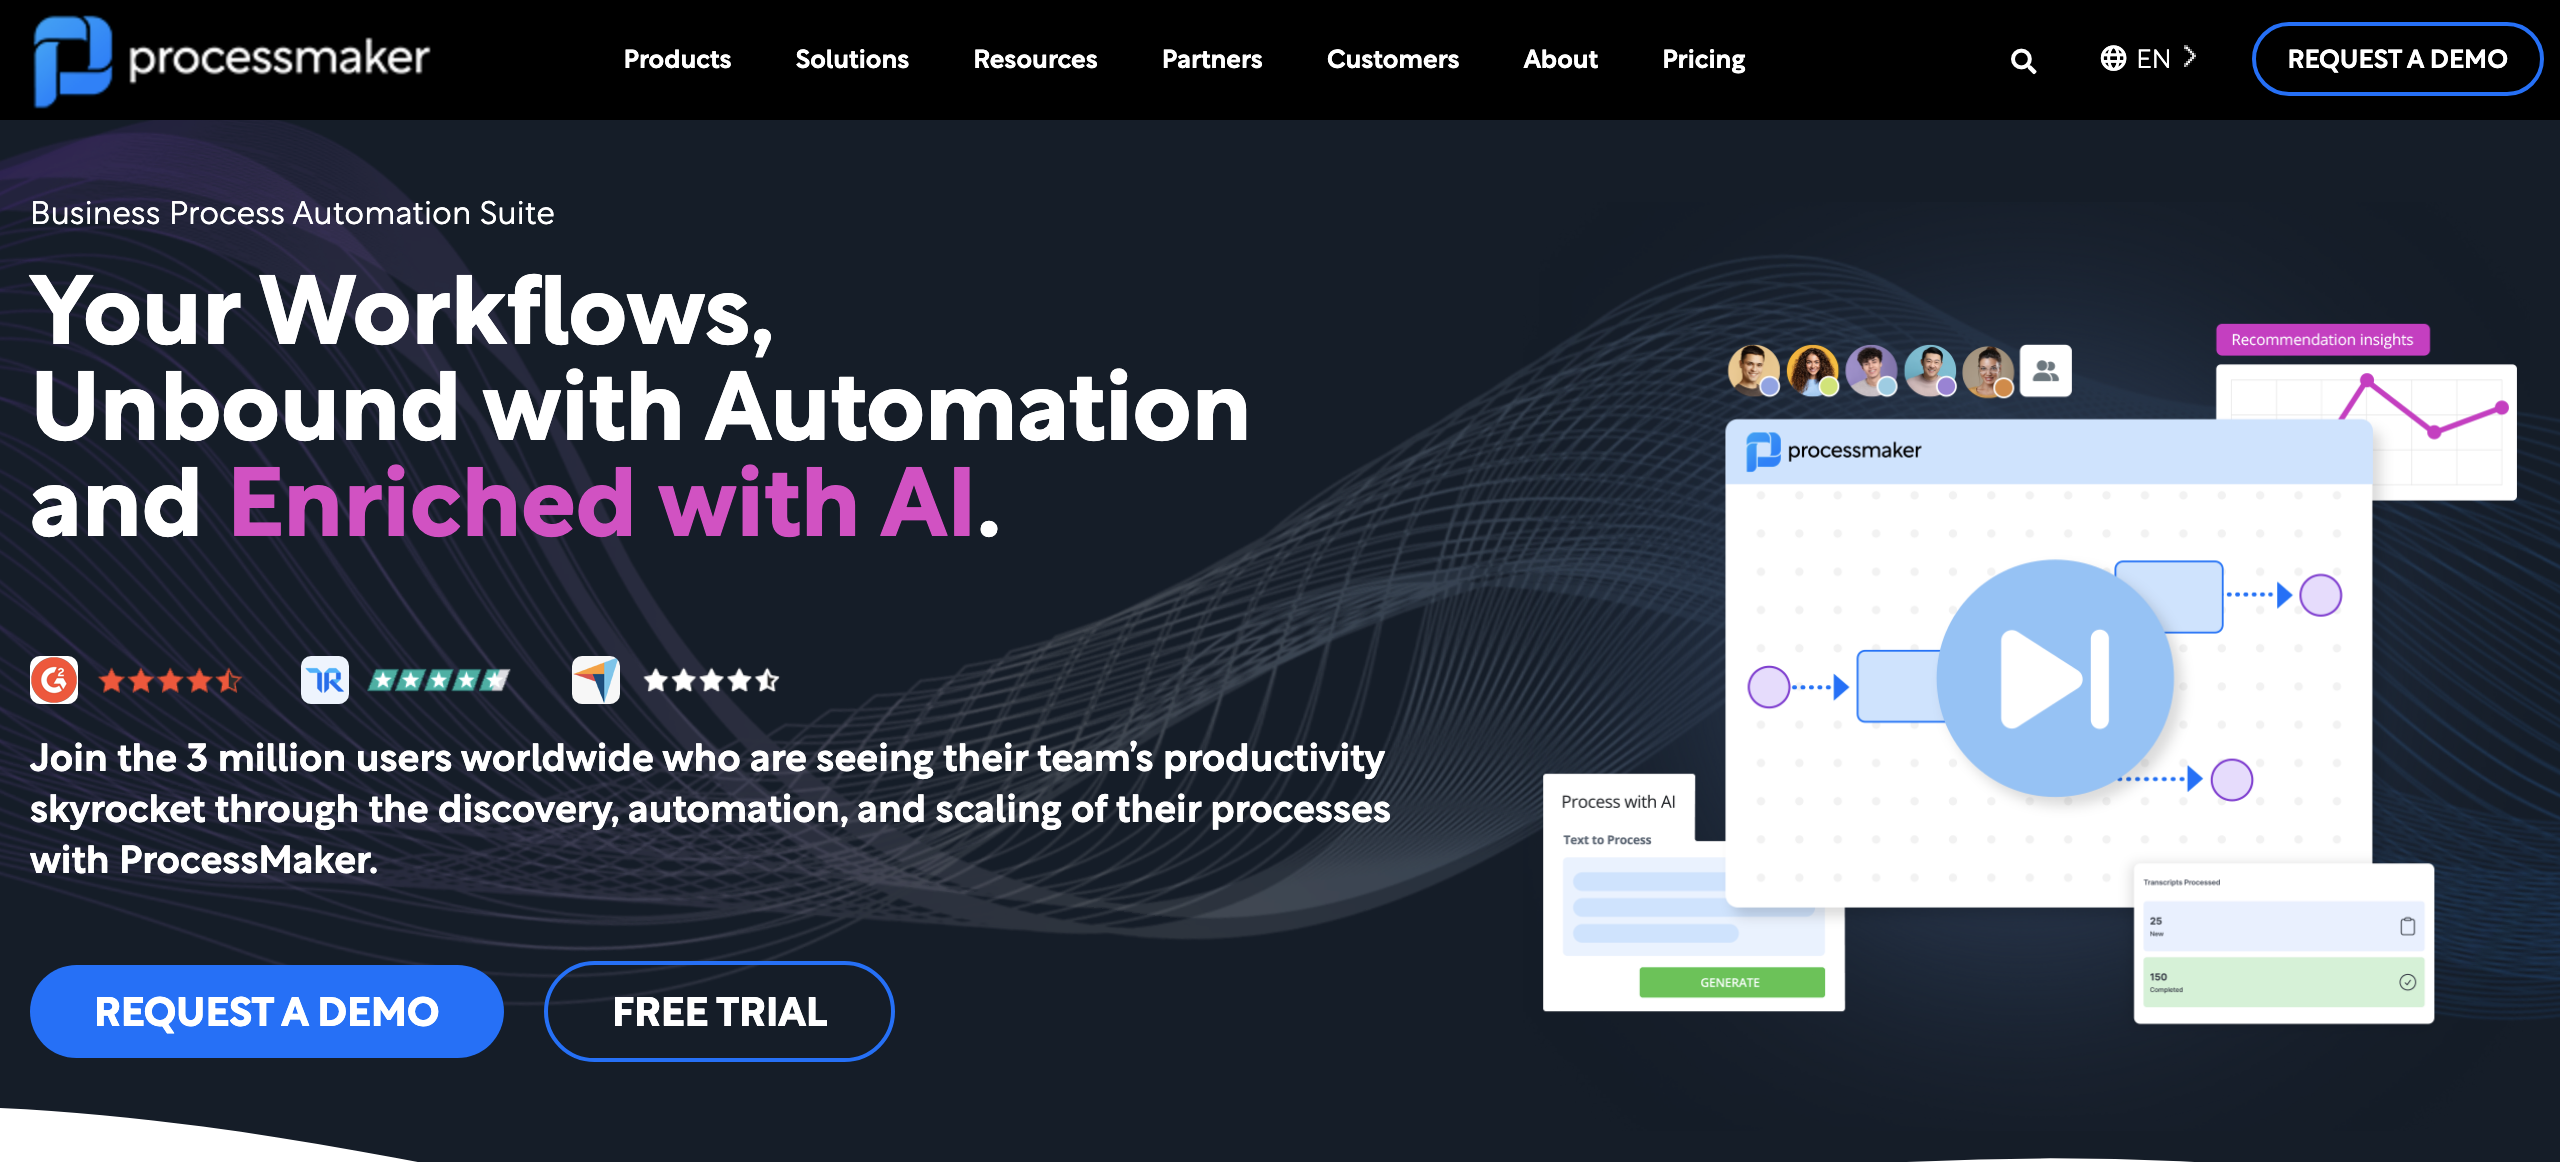 processmaker
Products
Solutions
Resources
Partners
Customers
About
Pricing
EN
REQUEST A DEMO
Business Process Automation Suite
Your Workflows,
Unbound with Automation
and Enriched with AI.
G2
TR
Join the 3 million users worldwide who are seeing their team’s productivity
skyrocket through the discovery, automation, and scaling of their processes
with ProcessMaker.
REQUEST A DEMO
FREE TRIAL
Recommendation insights
processmaker
Process with AI
Text to Process
GENERATE
Transcripts Processed
25
New
150
Completed